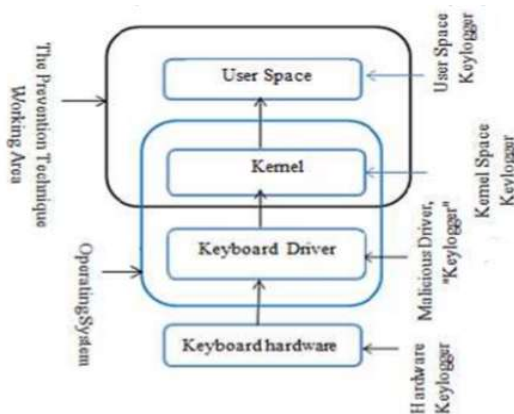 The Prevention Technique
Working Area
Operating System
User Space
Kernel
Keyboard Driver
Keyboard hardware
User Space
Keylogger
Kernel Space
Keylogger
Malicious Driver,
"Keylogger"
Hardware
Keylogger